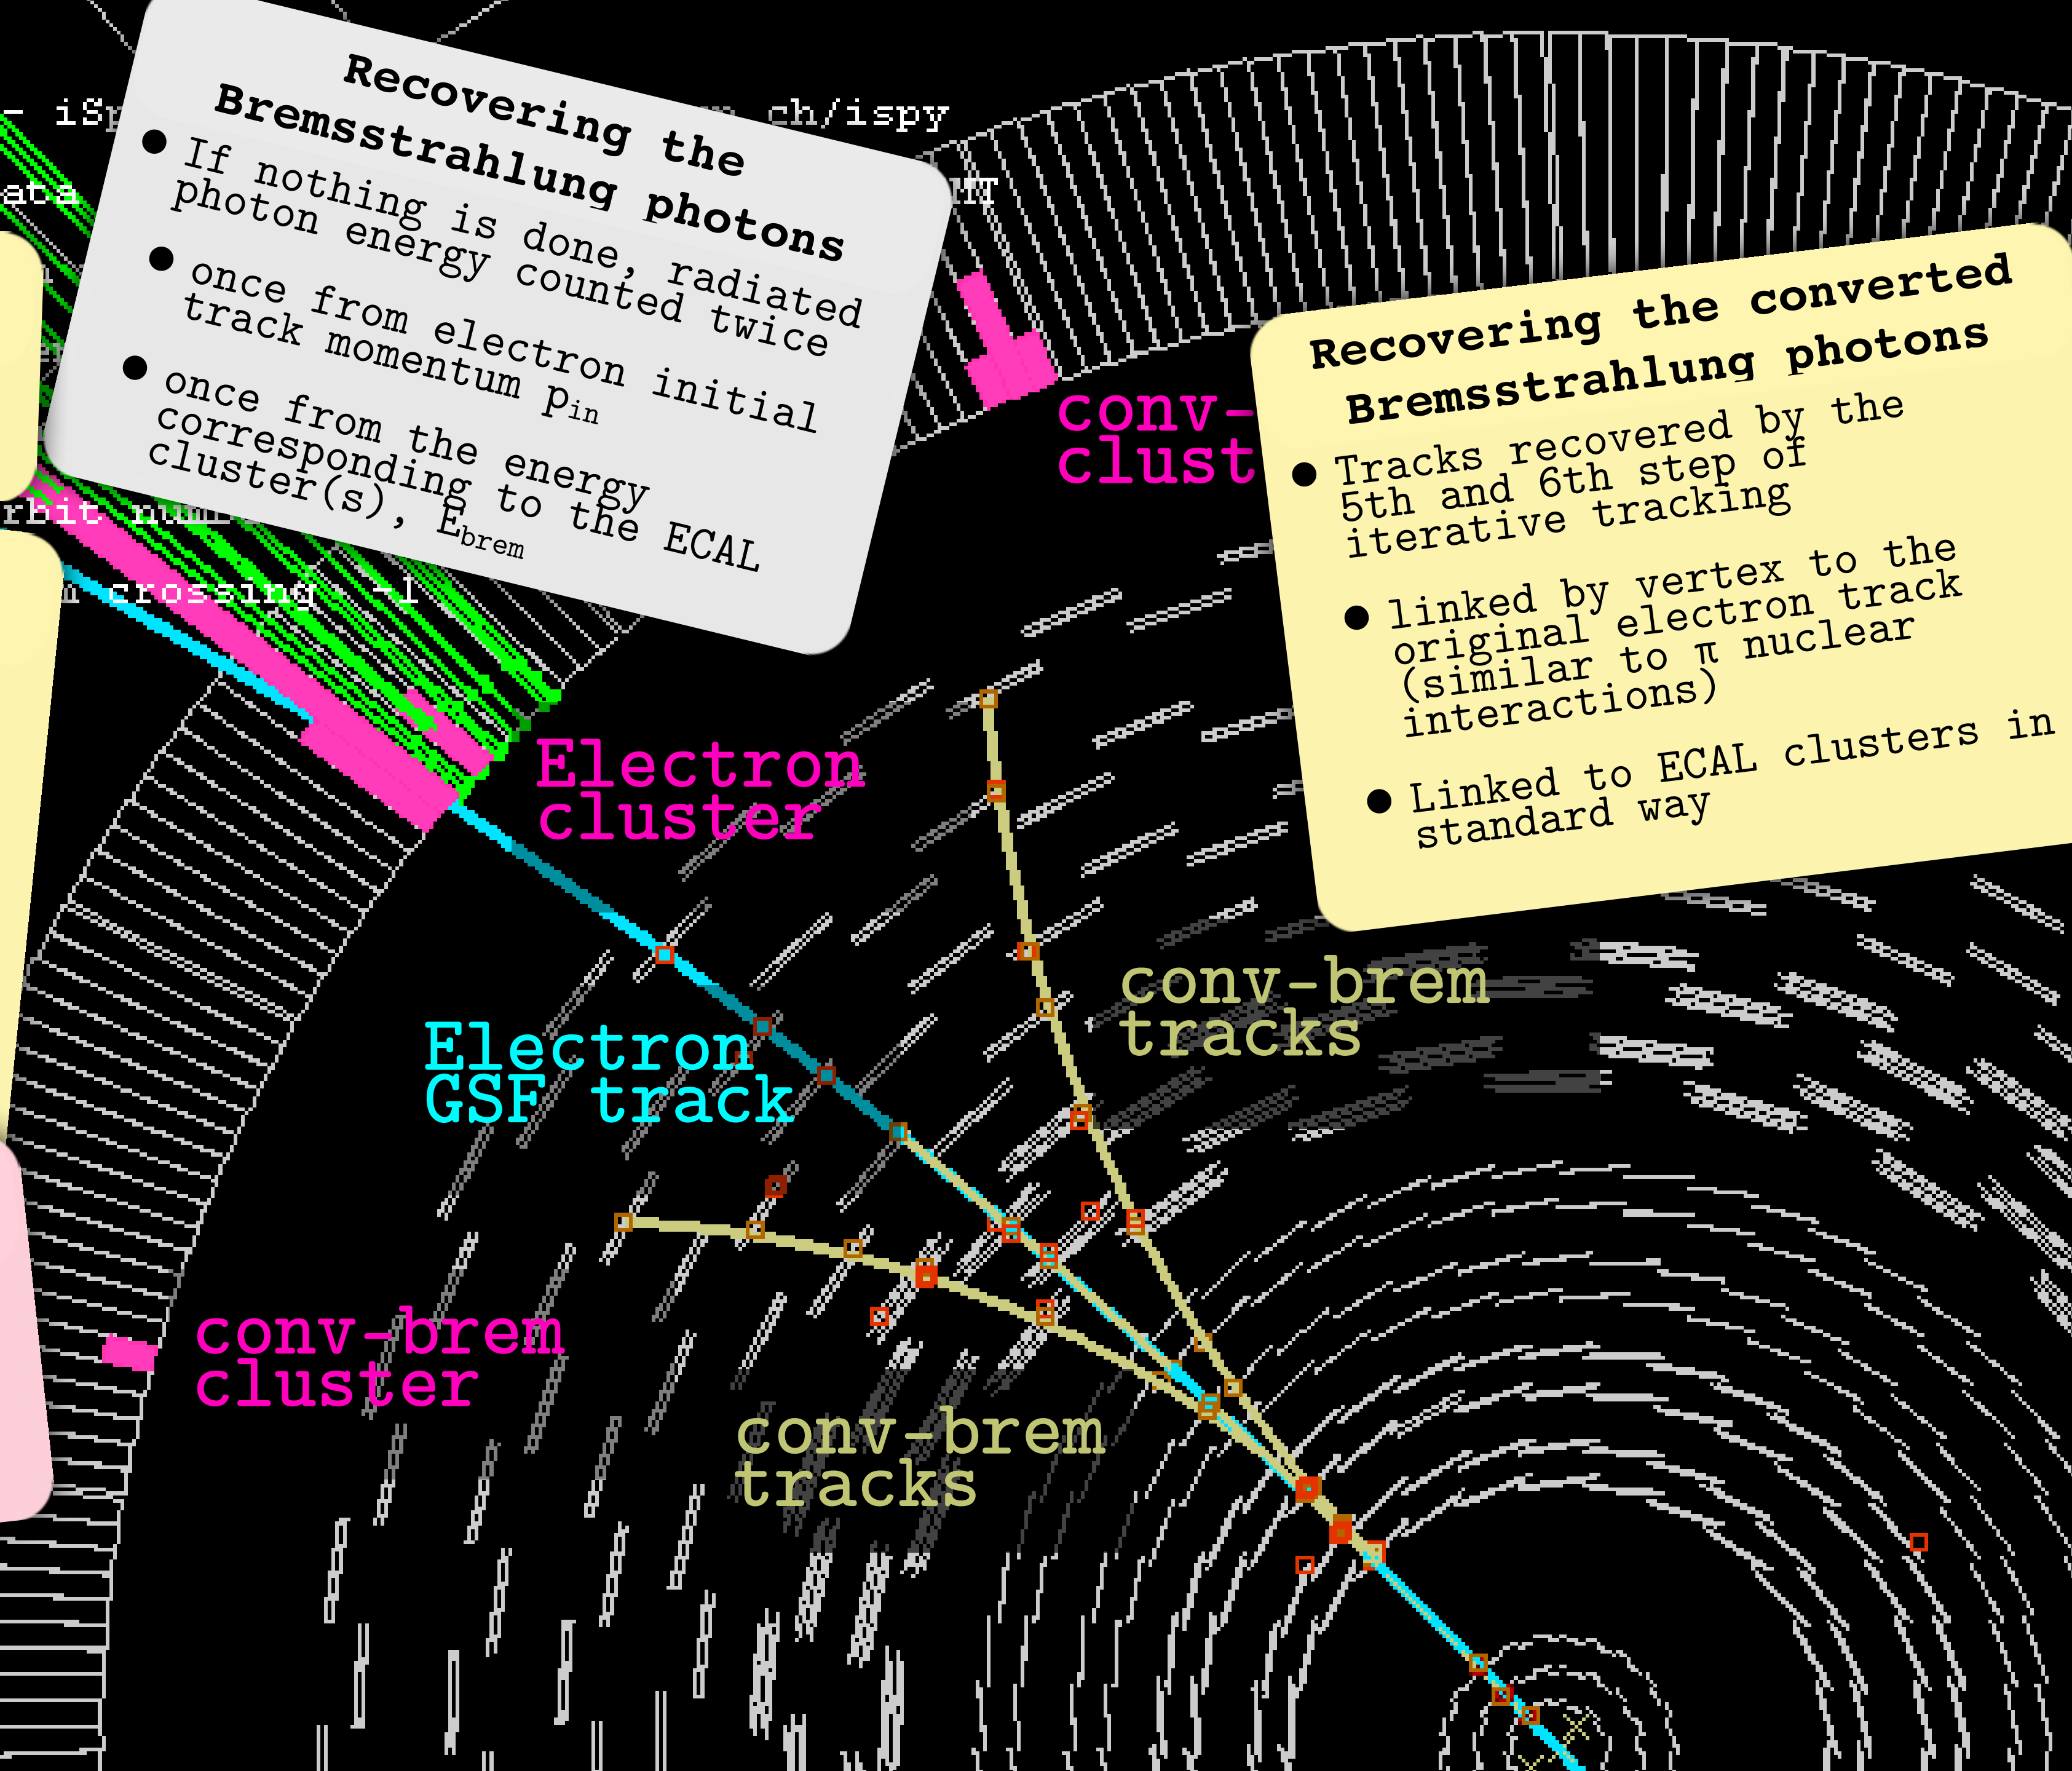 Recovering the
Bremsstrahlung photons
● If nothing is done, radiated
photon energy counted twice
● once from electron initial
track momentum pin
● once from the energy
corresponding to the ECAL
cluster(s), Ebrem
ch/ispy
ata
crossing: -1
Recovering the converted
Bremsstrahlung photons
● Tracks recovered by the
5th and 6th step of
iterative tracking
● linked by vertex to the
original electron track
(similar to π nuclear
interactions)
● Linked to ECAL clusters in
standard way
conv-
clust
Electron
cluster
Electron
GSF track
conv-brem
tracks
conv-brem
cluster
conv-brem
tracks